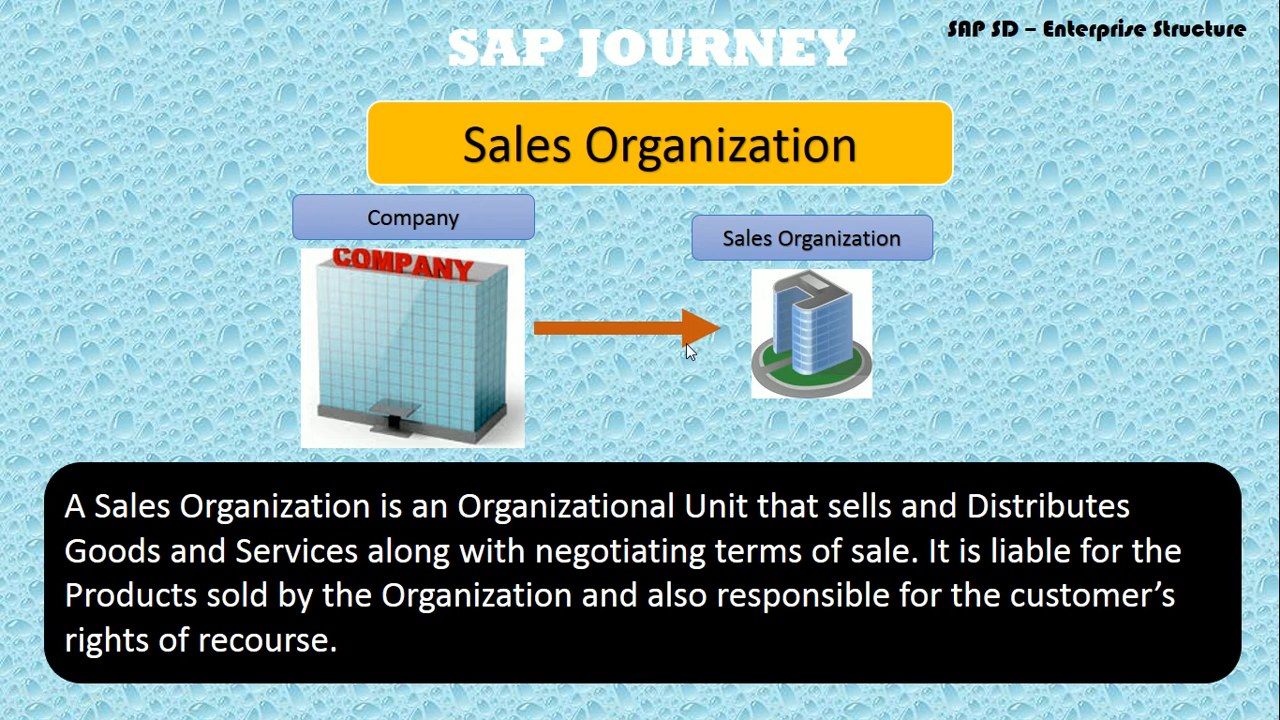 SAP SD – Enterprise Structure
SAP JOURNEY
Sales Organization
Company
Sales Organization
COMPANY
A Sales Organization is an Organizational Unit that sells and Distributes
Goods and Services along with negotiating terms of sale. It is liable for the
Products sold by the Organization and also responsible for the customer’s
rights of recourse.